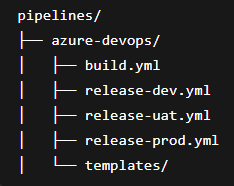 pipelines/
├── azure-devops/
│   ├── build.yml
│   ├── release-dev.yml
│   ├── release-uat.yml
│   ├── release-prod.yml
│   └── templates/